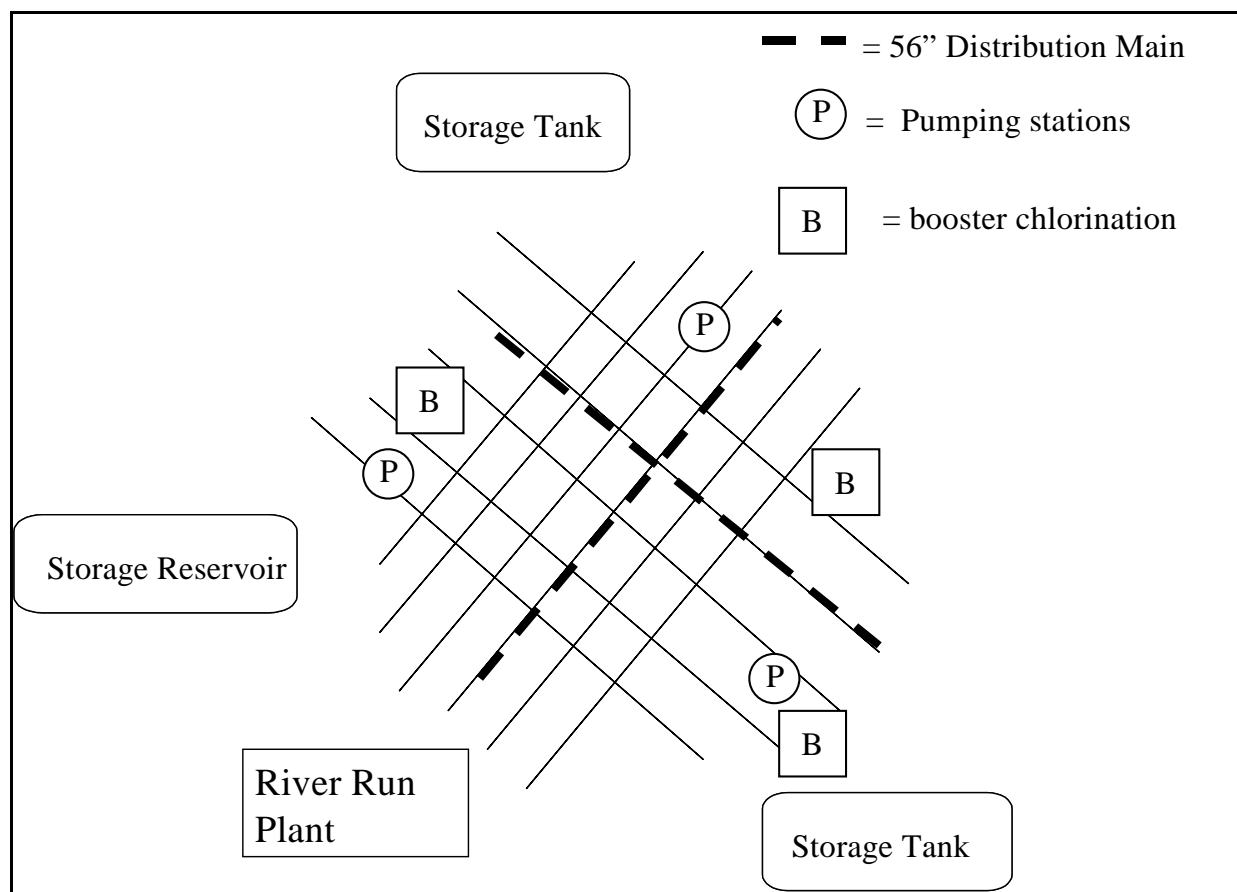 = 56” Distribution Main
Storage Tank
P
= Pumping stations
B
= booster chlorination
P
B
P
B
Storage Reservoir
P
B
River Run
Plant
Storage Tank